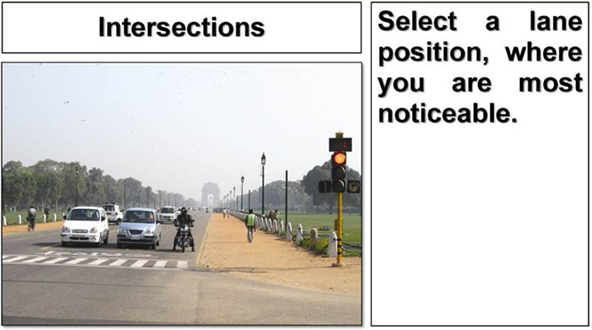 Intersections
Select a lane
position, where
you are most
noticeable.